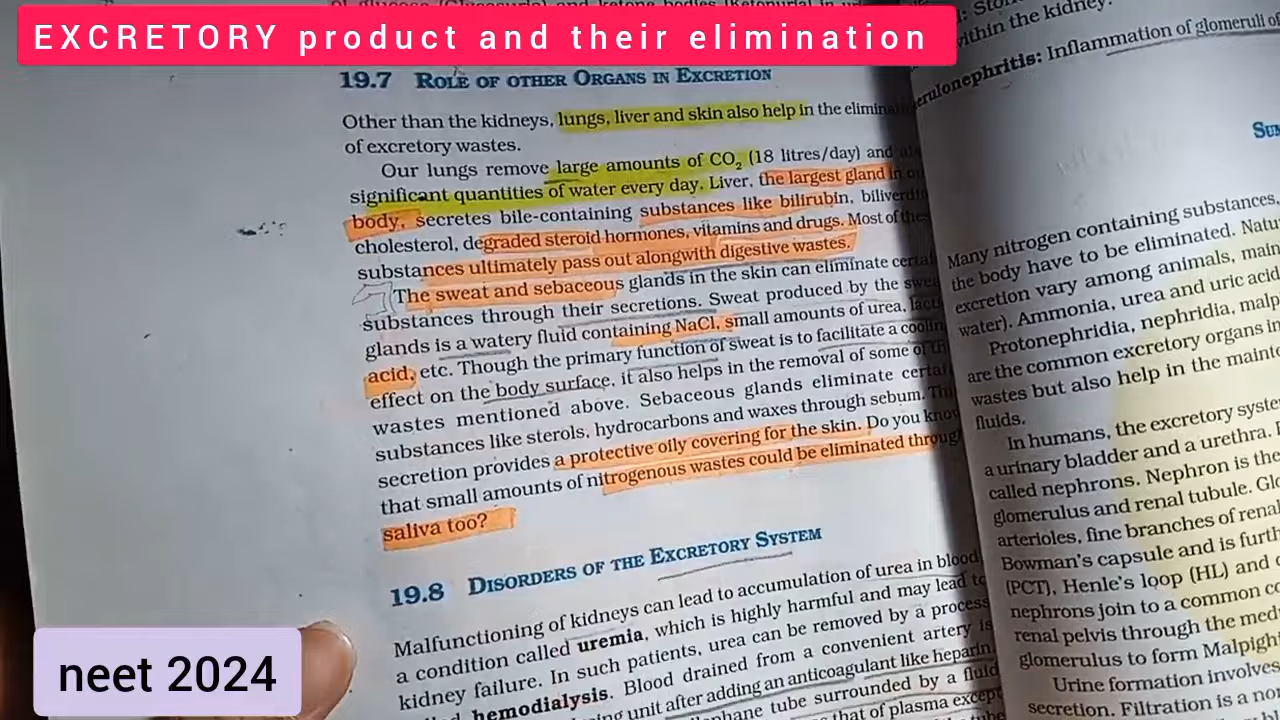 EXCRETORY product and their elimination
19.7 ROLE OF OTHER ORGANS IN EXCRETION
Other than the kidneys, lungs, liver and skin also help in the
of excretory wastes.
Our lungs remove large amounts of CO₂ (18 litres/day) and
significant quantities of water every day. Liver, the largest gland in
body, secretes bile-containing substances like bilirubin,
cholesterol, degraded steroid hormones, vitamins and drugs. Most of
substances ultimately pass out alongwith digestive wastes.
The sweat and sebaceous glands in the skin can eliminate
substances through their secretions. Sweat produced by the
glands is a watery fluid containing NaCl, small amounts of urea,
acid, etc. Though the primary function of sweat is to facilitate a
effect on the body surface, it also helps in the removal of some of
wastes mentioned above. Sebaceous glands eliminate
substances like sterols, hydrocarbons and waxes through sebum.
secretion provides a protective oily covering for the skin. Do you
that small amounts of nitrogenous wastes could be eliminated
saliva too?
19.8 DISORDERS OF THE EXCRETORY SYSTEM
Malfunctioning of kidneys can lead to accumulation of urea in blood,
a condition called uremia, which is highly harmful and may lead to
kidney failure. In such patients, urea can be removed by a process
hemodialysis. Blood drained from a convenient artery is
unit after adding an anticoagulant like heparin.
tube surrounded by a fluid
that of plasma except
within the kidney.
Inflammation of glomeruli of
Many nitrogen containing substances,
the body have to be eliminated.
excretion vary among animals,
water). Ammonia, urea and uric acid
Protonephridia, nephridia,
are the common excretory organs in
wastes but also help in the
fluids.
In humans, the excretory
a urinary bladder and a urethra.
called nephrons. Nephron is the
glomerulus and renal tubule.
arterioles, fine branches of renal
Bowman's capsule and is
(PCT), Henle's loop (HL) and
nephrons join to a common
renal pelvis through the
glomerulus to form
Urine formation involves
secretion. Filtration is a
neet 2024